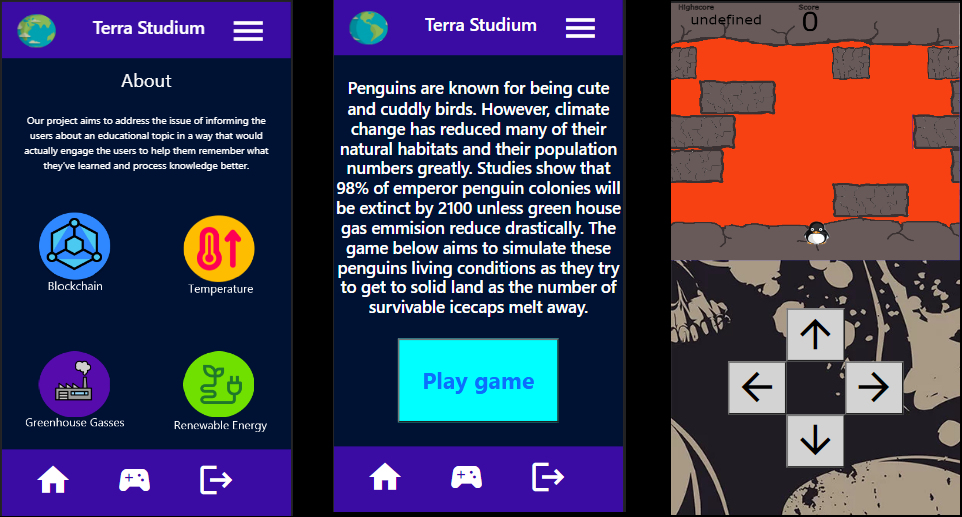 Terra Studium
About
Our project aims to address the issue of informing the
users about an educational topic in a way that would
actually engage the users to help them remember what
they've learned and process knowledge better.
Blockchain
Temperature
Greenhouse Gasses
Renewable Energy
Terra Studium
Penguins are known for being cute
and cuddly birds. However, climate
change has reduced many of their
natural habitats and their population
numbers greatly. Studies show that
98% of emperor penguin colonies will
be extinct by 2100 unless green house
gas emmision reduce drastically. The
game below aims to simulate these
penguins living conditions as they try
to get to solid land as the number of
survivable icecaps melt away.
Play game
Highscore
undefined
Score
0